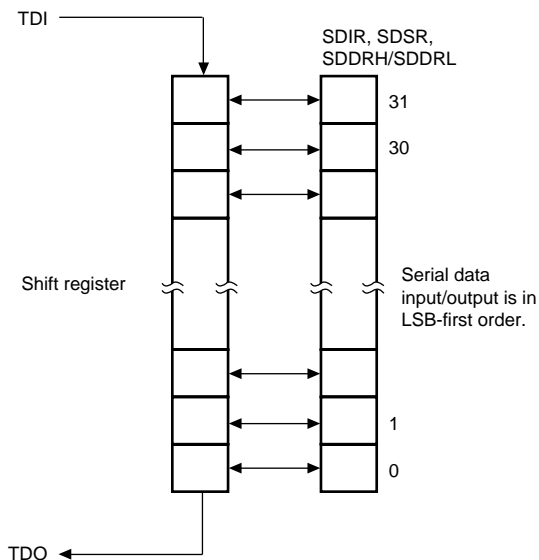 TDI
SDIR, SDSR,
SDDRH/SDDRL
31
30
Shift register
Serial data
input/output is in
LSB-first order.
1
0
TDO